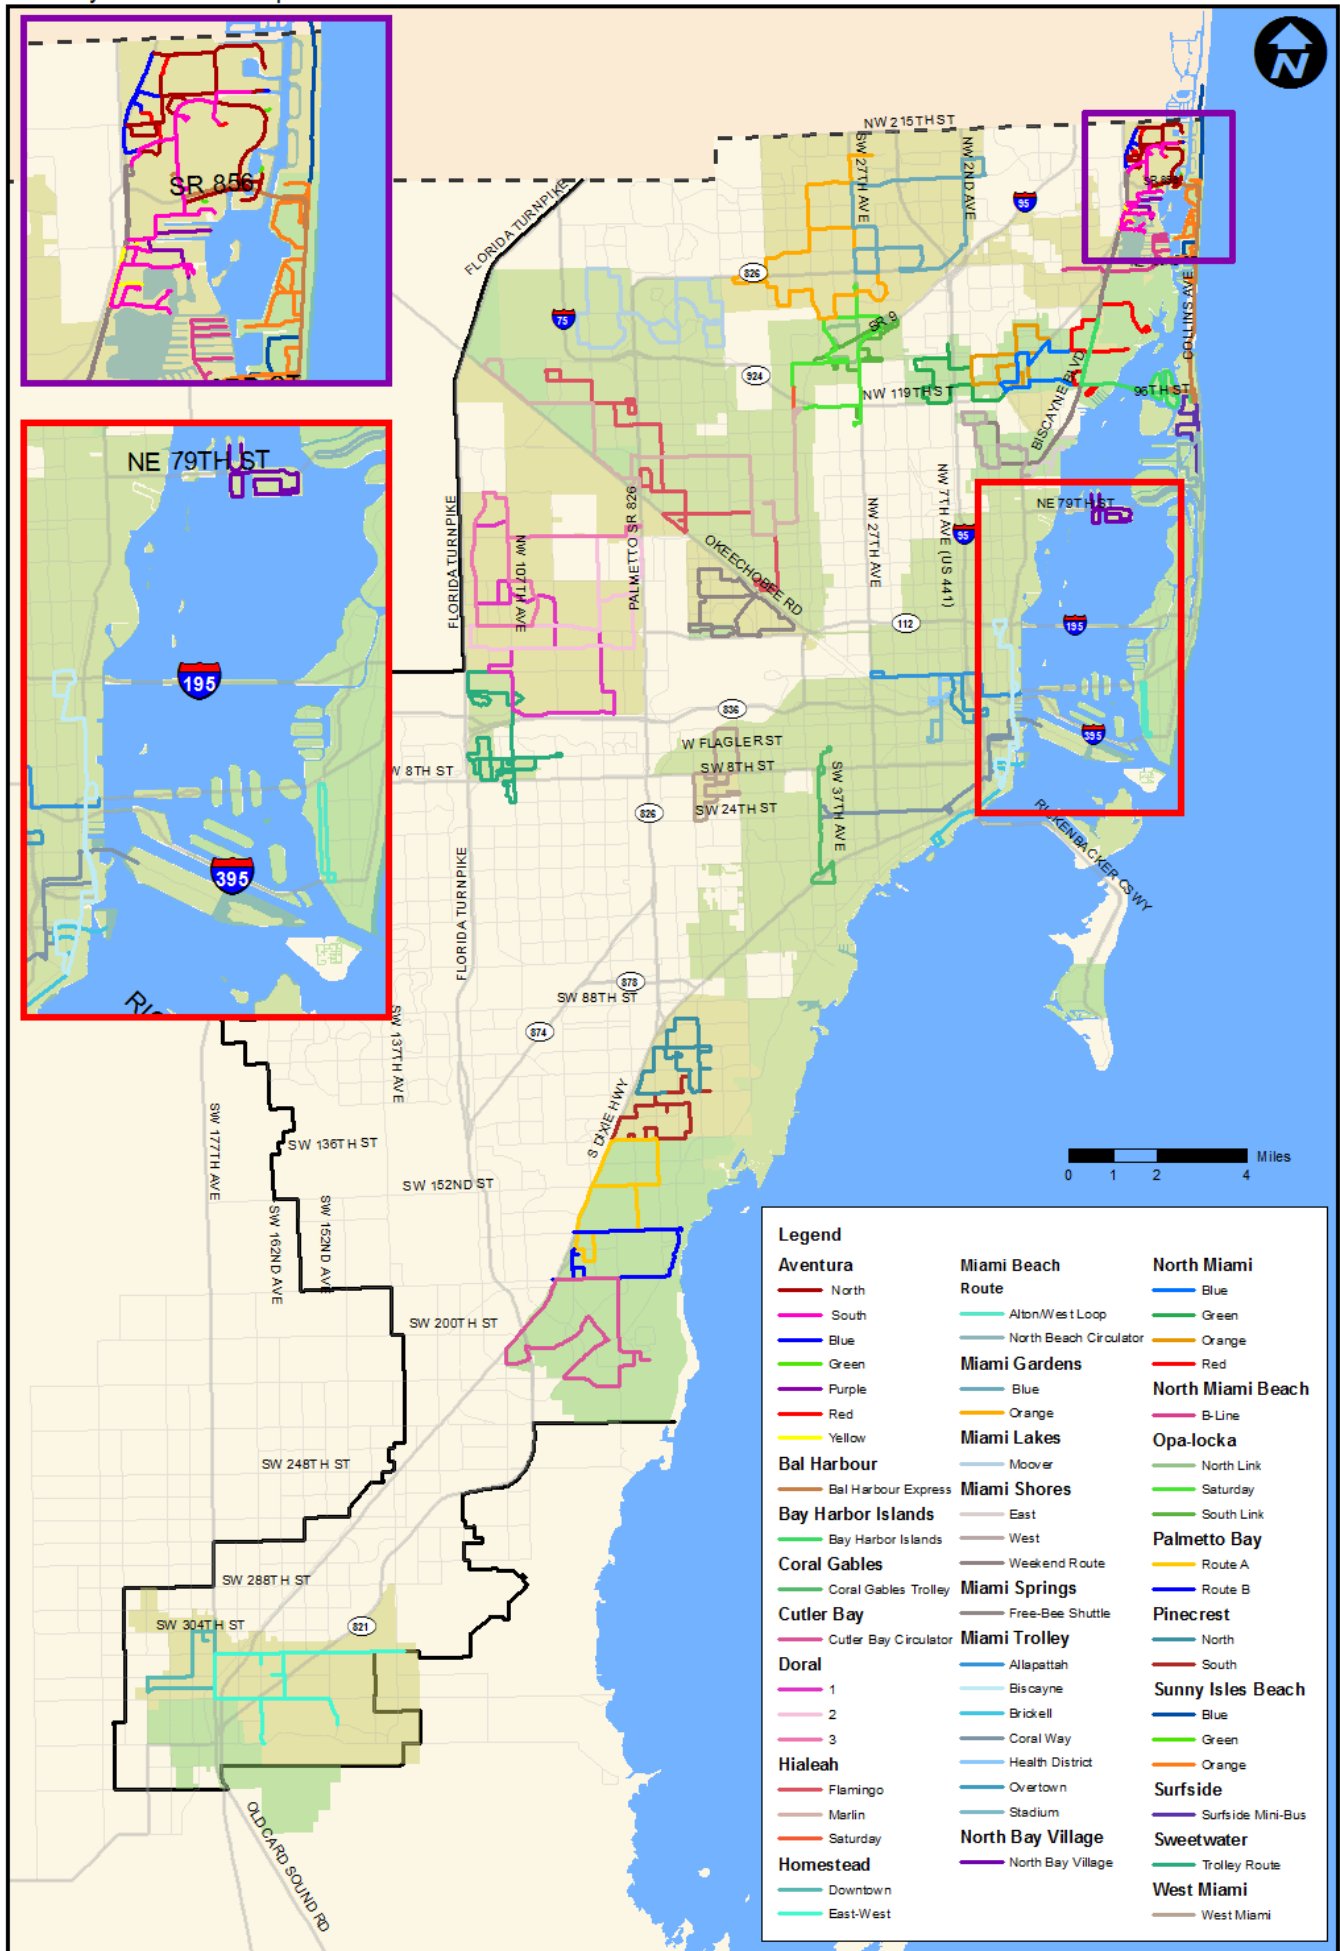 N
NW 215TH ST
SW 27TH AVE
NW 2ND AVE
95
FLORIDA TURNPIKE
SR 856
SR 856
826
75
SR 9
COLLINS AVE
924
NW 119TH ST
BISCAYNE BLVD
96TH ST
NE 79TH ST
NE 79TH ST
FLORIDA TURNPIKE
NW 107TH AVE
PALMETTO SR 826
OKEECHOBEE RD
NW 27TH AVE
NW 7TH AVE (US 441)
95
112
195
195
836
W FLAGLER ST
W 8TH ST
SW 8TH ST
SW 24TH ST
SW 37TH AVE
395
395
826
RICKENBACKER CSWY
FLORIDA TURNPIKE
878
SW 88TH ST
874
SW 137TH AVE
S DIXIE HWY
SW 177TH AVE
SW 136TH ST
SW 152ND ST
SW 162ND AVE
SW 152ND AVE
SW 200TH ST
SW 248TH ST
SW 288TH ST
SW 304TH ST
821
OLD CARD SOUND RD
Miles
0 1 2 4
Legend
Aventura
North
South
Blue
Green
Purple
Red
Yellow
Bal Harbour
Bal Harbour Express
Bay Harbor Islands
Bay Harbor Islands
Coral Gables
Coral Gables Trolley
Cutler Bay
Cutler Bay Circulator
Doral
1
2
3
Hialeah
Flamingo
Marlin
Saturday
Homestead
Downtown
East-West
Miami Beach
Route
Alton/West Loop
North Beach Circulator
Miami Gardens
Blue
Orange
Miami Lakes
Moover
Miami Shores
East
West
Weekend Route
Miami Springs
Free-Bee Shuttle
Miami Trolley
Allapattah
Biscayne
Brickell
Coral Way
Health District
Overtown
Stadium
North Bay Village
North Bay Village
North Miami
Blue
Green
Orange
Red
North Miami Beach
B-Line
Opa-locka
North Link
Saturday
South Link
Palmetto Bay
Route A
Route B
Pinecrest
North
South
Sunny Isles Beach
Blue
Green
Orange
Surfside
Surfside Mini-Bus
Sweetwater
Trolley Route
West Miami
West Miami